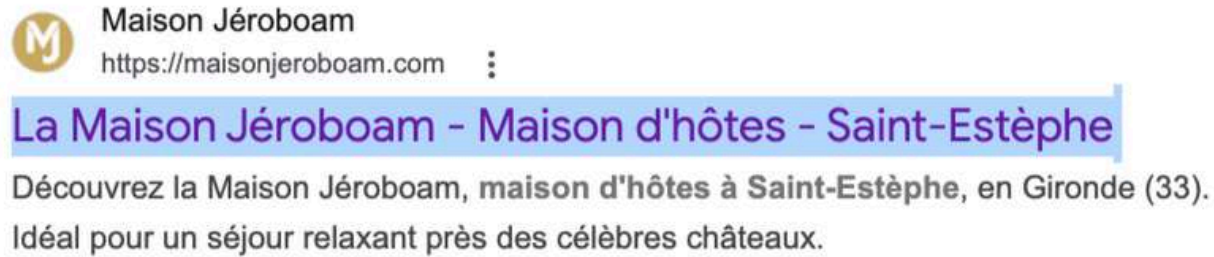 MJ
Maison Jéroboam
https://maisonjeroboam.com
La Maison Jéroboam - Maison d'hôtes - Saint-Estèphe
Découvrez la Maison Jéroboam, maison d'hôtes à Saint-Estèphe, en Gironde (33).
Idéal pour un séjour relaxant près des célèbres châteaux.